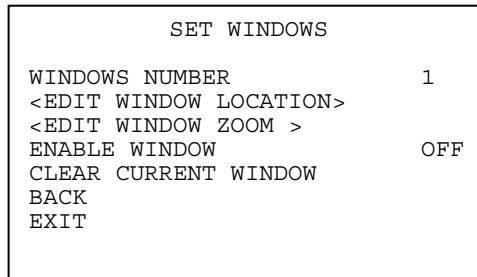 SET WINDOWS
WINDOWS NUMBER 1
<EDIT WINDOW LOCATION>
<EDIT WINDOW ZOOM >
ENABLE WINDOW OFF
CLEAR CURRENT WINDOW
BACK
EXIT